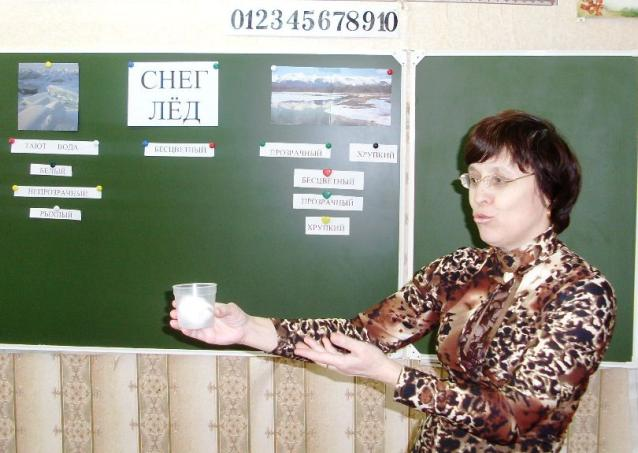 012345678910
СНЕГ
ЛЁД
ТАЮТ ВОДА
БЕСЦВЕТНЫЙ
ПРОЗРАЧНЫЙ
ХРУПКИЙ
БЕЛЫЙ
БЕСЦВЕТНЫЙ
НЕПРОЗРАЧНЫЙ
ПРОЗРАЧНЫЙ
РЫХЛЫЙ
ХРУПКИЙ